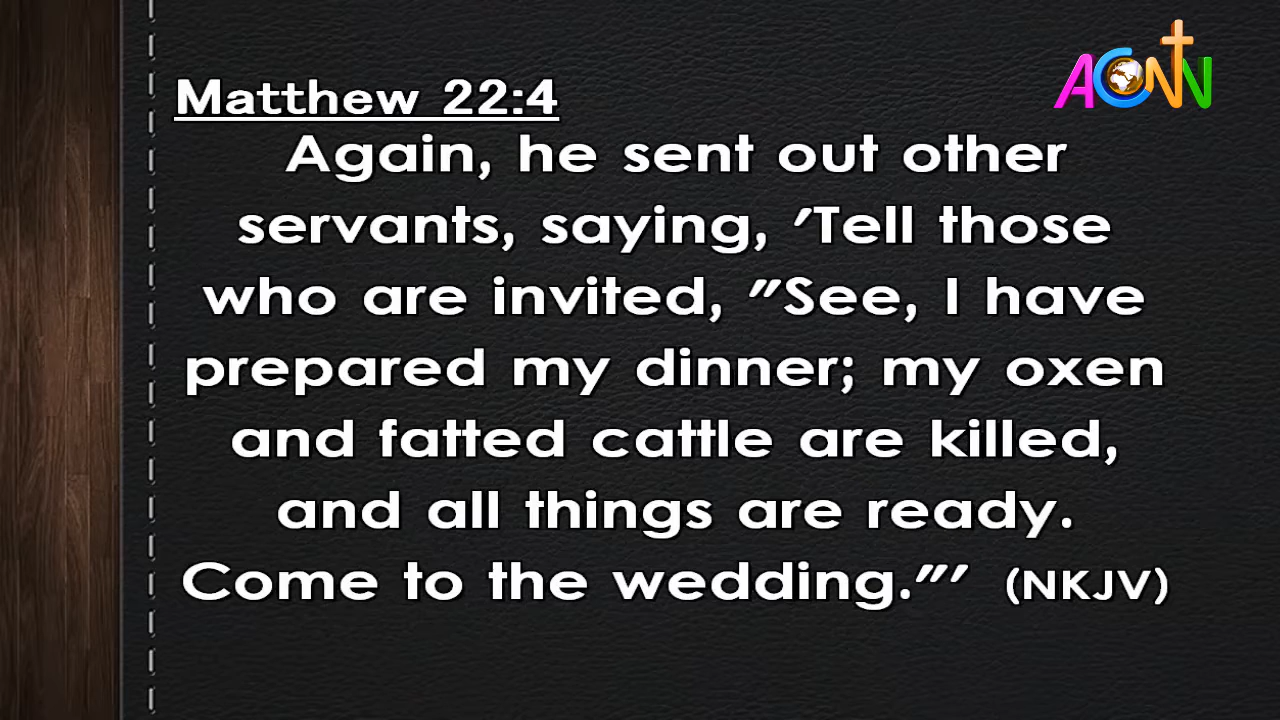 Matthew 22:4
ACNN
Again, he sent out other
servants, saying, 'Tell those
who are invited, "See, I have
prepared my dinner; my oxen
and fatted cattle are killed,
and all things are ready.
Come to the wedding."' (NKJV)